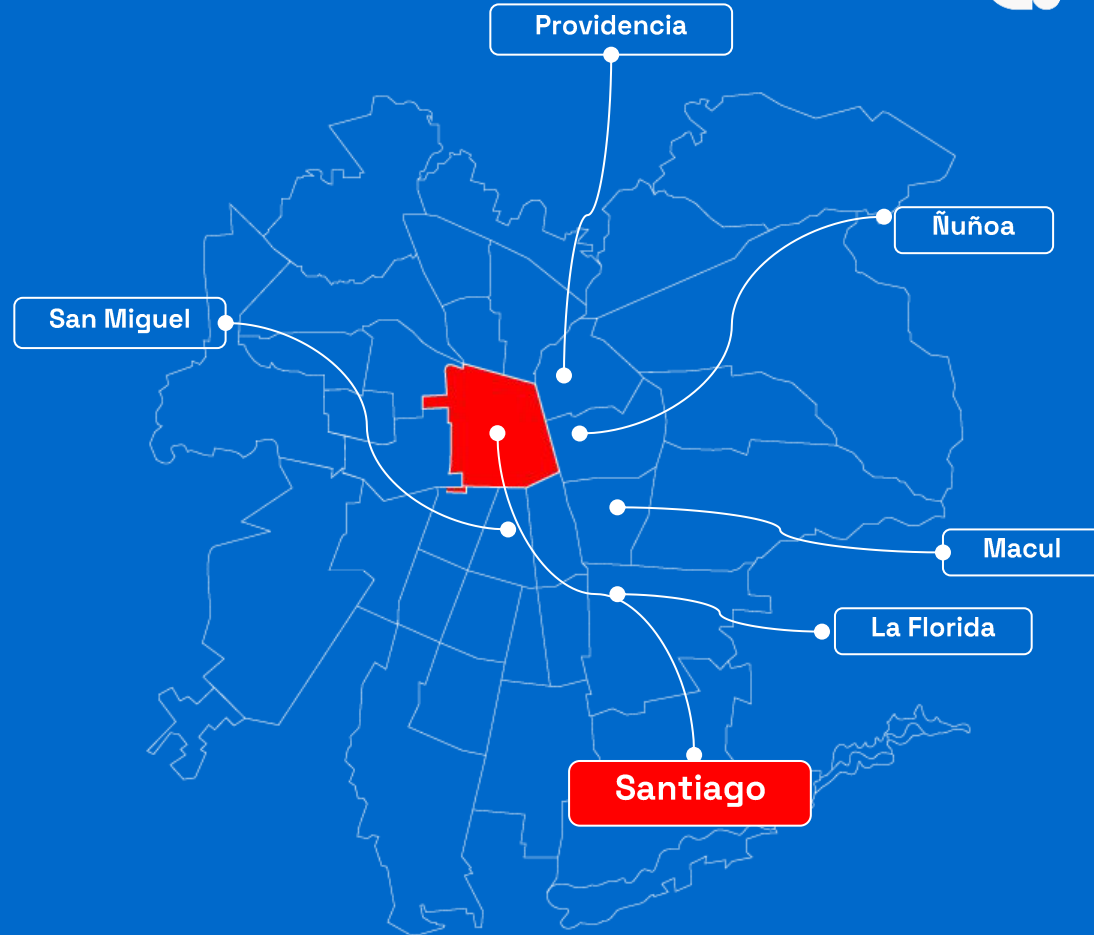 Providencia
Ñuñoa
San Miguel
Macul
La Florida
Santiago